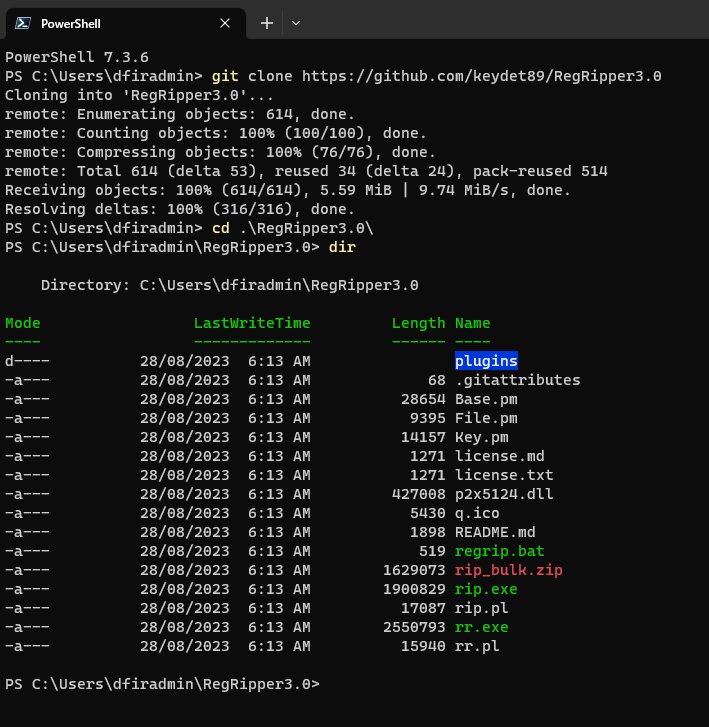 PowerShell
PowerShell 7.3.6
PS C:\Users\dfiradmin> git clone https://github.com/keydet89/RegRipper3.0
Cloning into 'RegRipper3.0'...
remote: Enumerating objects: 614, done.
remote: Counting objects: 100% (100/100), done.
remote: Compressing objects: 100% (76/76), done.
remote: Total 614 (delta 53), reused 34 (delta 24), pack-reused 514
Receiving objects: 100% (614/614), 5.59 MiB | 9.74 MiB/s, done.
Resolving deltas: 100% (316/316), done.
PS C:\Users\dfiradmin> cd .\RegRipper3.0\
PS C:\Users\dfiradmin\RegRipper3.0> dir
    Directory: C:\Users\dfiradmin\RegRipper3.0
Mode                 LastWriteTime         Length Name
----                 -------------         ------ ----
d----          28/08/2023  6:13 AM                plugins
-a---          28/08/2023  6:13 AM             68 .gitattributes
-a---          28/08/2023  6:13 AM          28654 Base.pm
-a---          28/08/2023  6:13 AM           9395 File.pm
-a---          28/08/2023  6:13 AM          14157 Key.pm
-a---          28/08/2023  6:13 AM           1271 license.md
-a---          28/08/2023  6:13 AM           1271 license.txt
-a---          28/08/2023  6:13 AM         427008 p2x5124.dll
-a---          28/08/2023  6:13 AM           5430 q.ico
-a---          28/08/2023  6:13 AM           1898 README.md
-a---          28/08/2023  6:13 AM            519 regrip.bat
-a---          28/08/2023  6:13 AM        1629073 rip_bulk.zip
-a---          28/08/2023  6:13 AM        1900829 rip.exe
-a---          28/08/2023  6:13 AM          17087 rip.pl
-a---          28/08/2023  6:13 AM        2550793 rr.exe
-a---          28/08/2023  6:13 AM          15940 rr.pl
PS C:\Users\dfiradmin\RegRipper3.0>